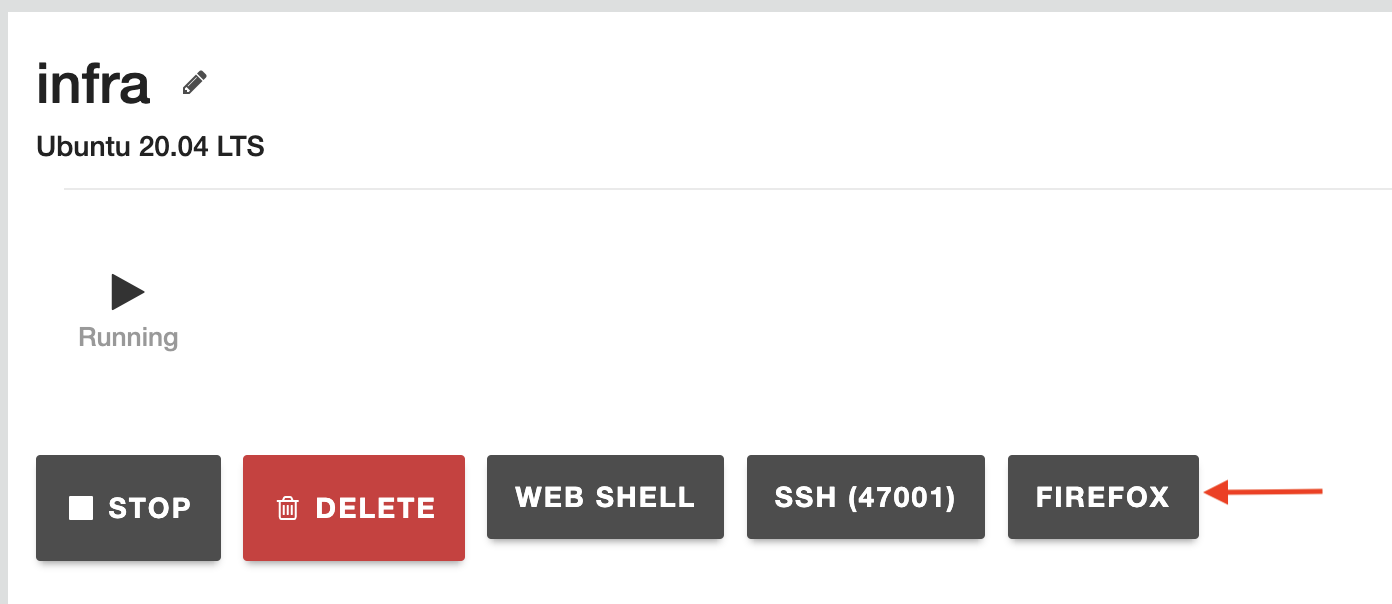 infra
Ubuntu 20.04 LTS
Running
STOP
DELETE
WEB SHELL
SSH (47001)
FIREFOX